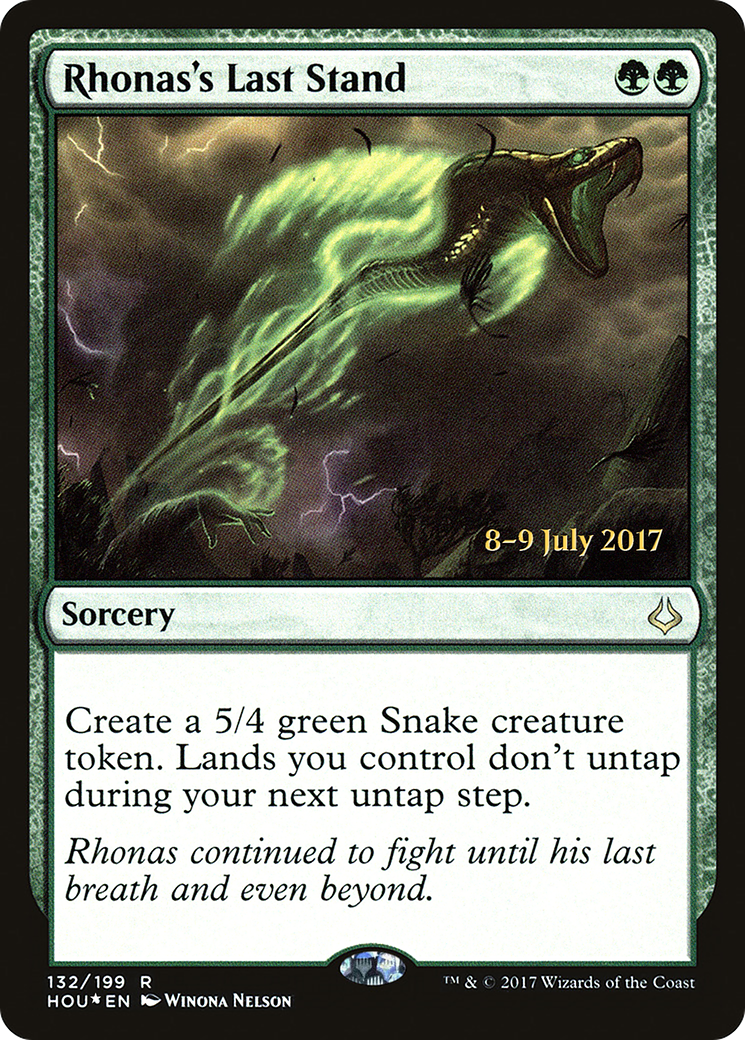 Rhonas's Last Stand
8–9 July 2017
Sorcery
Create a 5/4 green Snake creature
token. Lands you control don't untap
during your next untap step.
Rhonas continued to fight until his last
breath and even beyond.
132/199 R
HOU★EN Winona Nelson
™ & © 2017 Wizards of the Coast